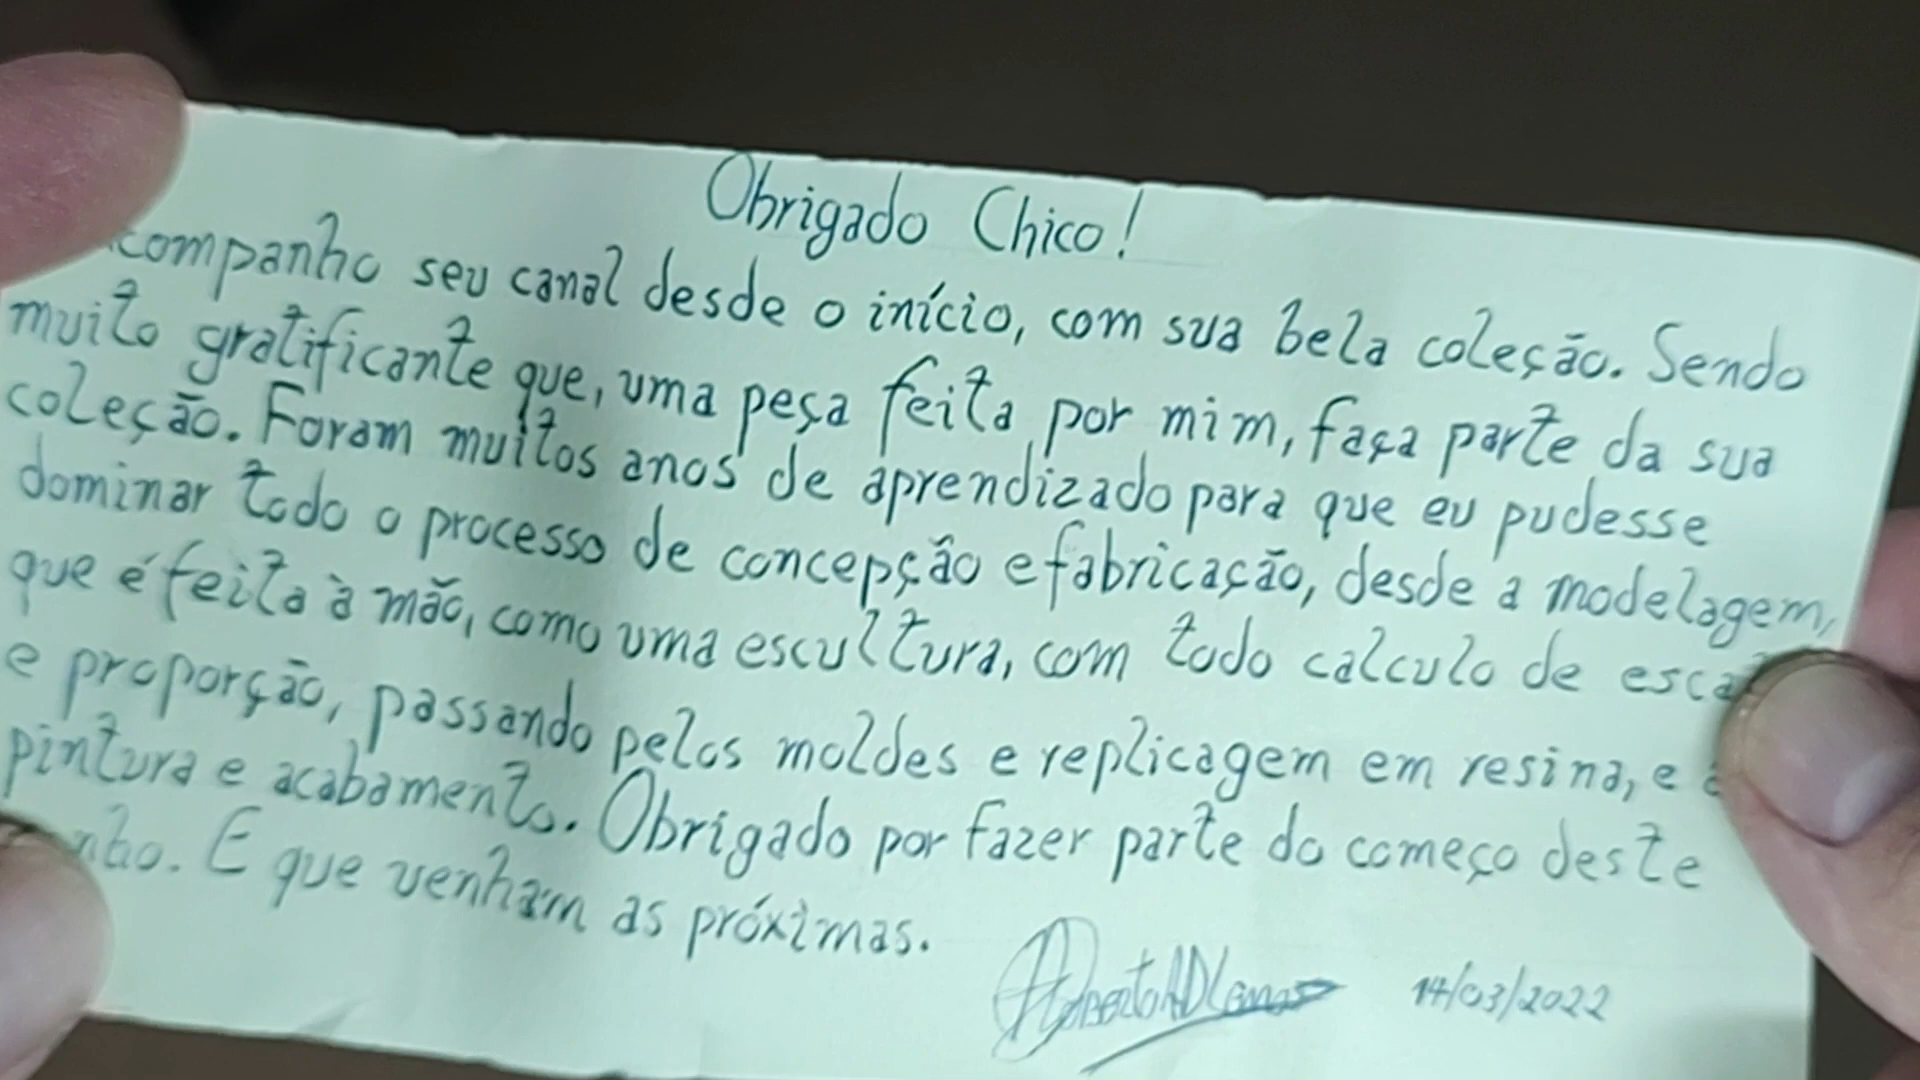 Obrigado Chico!
companho seu canal desde o início, com sua bela coleção. Sendo
muito gratificante que, uma peça feita por mim, faça parte da sua
coleção. Foram muitos anos de aprendizado para que eu pudesse
dominar todo o processo de concepção e fabricação, desde a modelagem,
que é feita à mão, como uma escultura, com todo calculo de esca
e proporção, passando pelos moldes e replicagem em resina, e
pintura e acabamento. Obrigado por fazer parte do começo deste
nho. E que venham as próximas.
14/03/2022